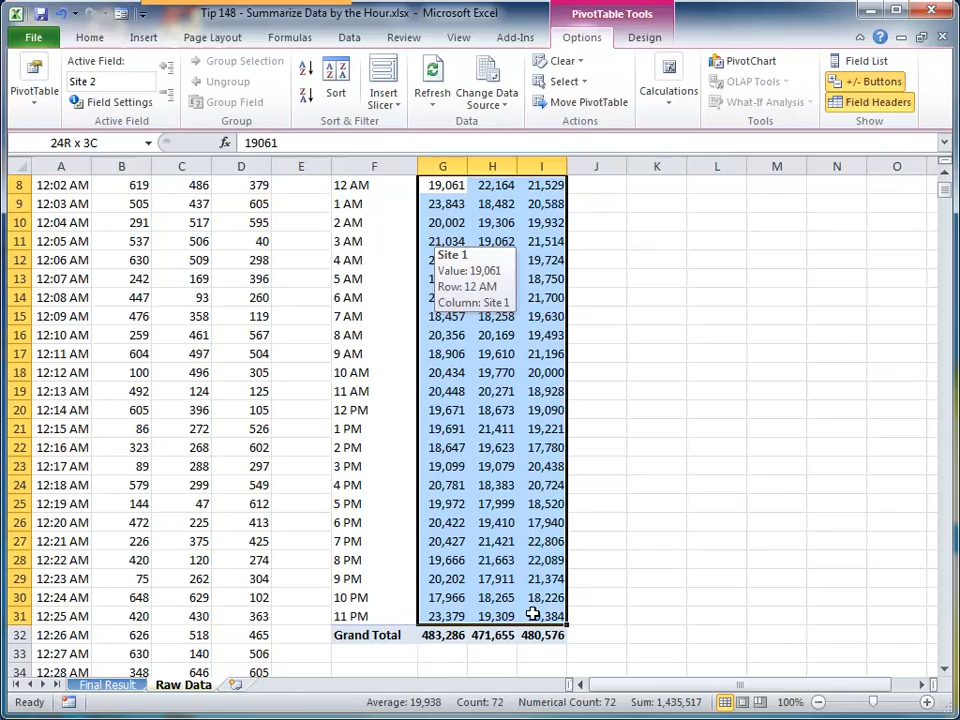 Tip 148 - Summarize Data by the Hour.xlsx - Microsoft Excel
PivotTable Tools
File Home Insert Page Layout Formulas Data Review View Add-Ins Options Design
Active Field:
Site 2
Field Settings
PivotTable
Active Field
Group Selection
Ungroup
Group Field
Group
Sort
Insert
Slicer
Sort & Filter
Refresh
Change Data
Source
Data
Clear
Select
Move PivotTable
Actions
Calculations
PivotChart
OLAP Tools
What-If Analysis
Tools
Field List
+/- Buttons
Field Headers
Show
24R x 3C
fx
19061
A B C D E F G H I J K L M N O
8 12:02 AM 619 486 379 12 AM 19,061 22,164 21,529
9 12:03 AM 505 437 605 1 AM 23,843 18,482 20,588
10 12:04 AM 291 517 595 2 AM 20,002 19,306 19,932
11 12:05 AM 537 506 40 3 AM 21,034 19,062 21,514
12 12:06 AM 630 509 298 4 AM 19,724
13 12:07 AM 242 169 396 5 AM 18,750
14 12:08 AM 447 93 260 6 AM 21,700
15 12:09 AM 476 358 119 7 AM 18,457 18,258 19,630
16 12:10 AM 259 461 567 8 AM 20,356 20,169 19,493
17 12:11 AM 604 497 504 9 AM 18,906 19,610 21,196
18 12:12 AM 100 496 305 10 AM 20,434 19,770 20,000
19 12:13 AM 492 124 125 11 AM 20,448 20,271 18,928
20 12:14 AM 605 396 105 12 PM 19,671 18,673 19,090
21 12:15 AM 86 272 526 1 PM 19,691 21,411 19,221
22 12:16 AM 323 268 602 2 PM 18,647 19,623 17,780
23 12:17 AM 89 288 297 3 PM 19,099 19,079 20,438
24 12:18 AM 579 299 549 4 PM 20,781 18,383 20,724
25 12:19 AM 144 47 612 5 PM 19,972 17,999 18,520
26 12:20 AM 472 225 413 6 PM 20,422 19,410 17,940
27 12:21 AM 226 375 425 7 PM 20,427 21,421 22,806
28 12:22 AM 420 120 274 8 PM 19,666 21,663 22,089
29 12:23 AM 75 262 304 9 PM 20,202 17,911 21,374
30 12:24 AM 648 629 102 10 PM 17,966 18,265 18,226
31 12:25 AM 420 430 363 11 PM 23,379 19,309
32 12:26 AM 626 518 465 Grand Total 483,286 471,655 480,576
33 12:27 AM 630 140 506
34 12:28 AM 348 646 605
Site 1
Value: 19,061
Row: 12 AM
Column: Site 1
Final Result Raw Data
Ready Average: 19,938 Count: 72 Numerical Count: 72 Sum: 1,435,517 100%